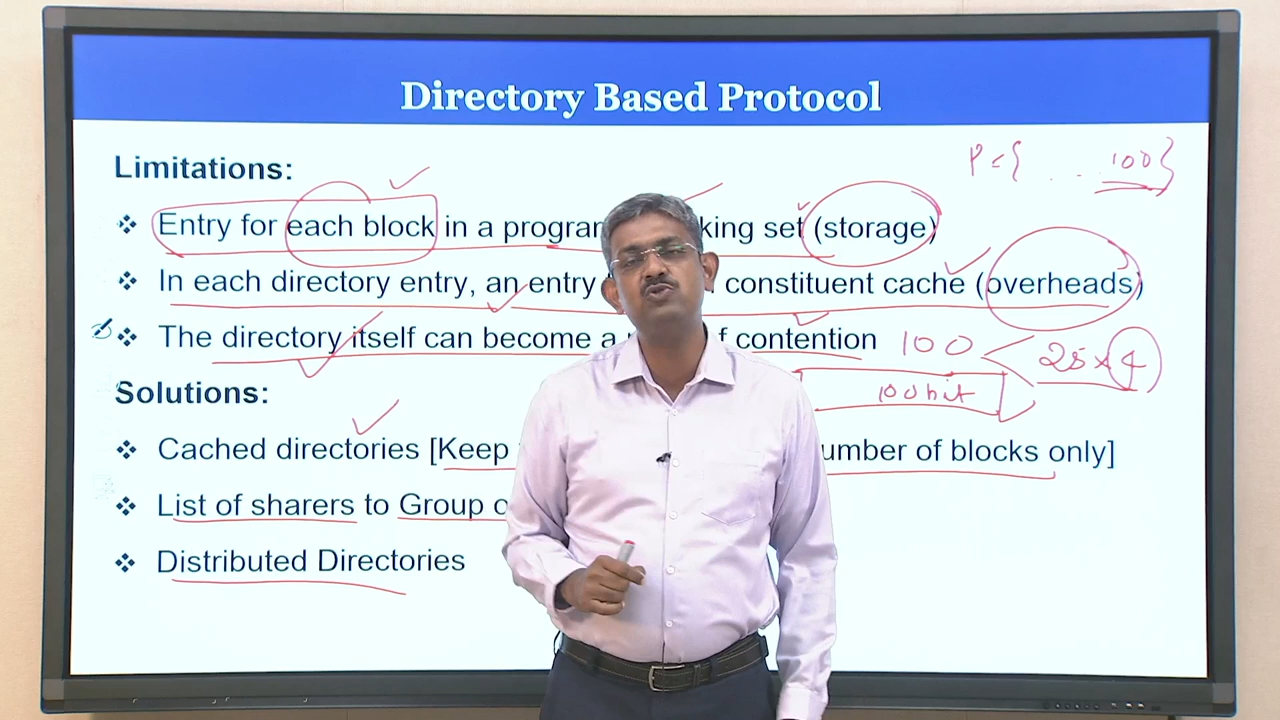 Directory Based Protocol
P = { . . . 100 }
Limitations:
❖ Entry for each block in a program king set (storage)
❖ In each directory entry, an entry constituent cache (overheads)
❖ The directory itself can become a f contention
100 < 25 x 4
100 bit
Solutions:
❖ Cached directories [Keep umber of blocks only]
❖ List of sharers to Group o
❖ Distributed Directories